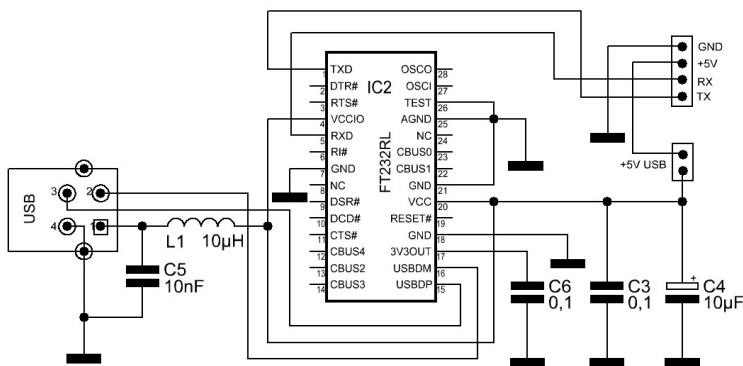 TXD
DTR#
RTS#
VCCIO
RXD
RI#
GND
NC
DSR#
DCD#
CTS#
CBUS4
CBUS2
CBUS3
1
2
3
4
5
6
7
8
9
10
11
12
13
14
IC2
FT232RL
OSCO
OSCI
TEST
AGND
NC
CBUS0
CBUS1
GND
VCC
RESET#
GND
3V3OUT
USBDM
USBDP
28
27
26
25
24
23
22
21
20
19
18
17
16
15
GND
+5V
RX
TX
+5V USB
USB
3
2
4
1
L1
10µH
C5
10nF
C6
0,1
C3
0,1
+
C4
10µF